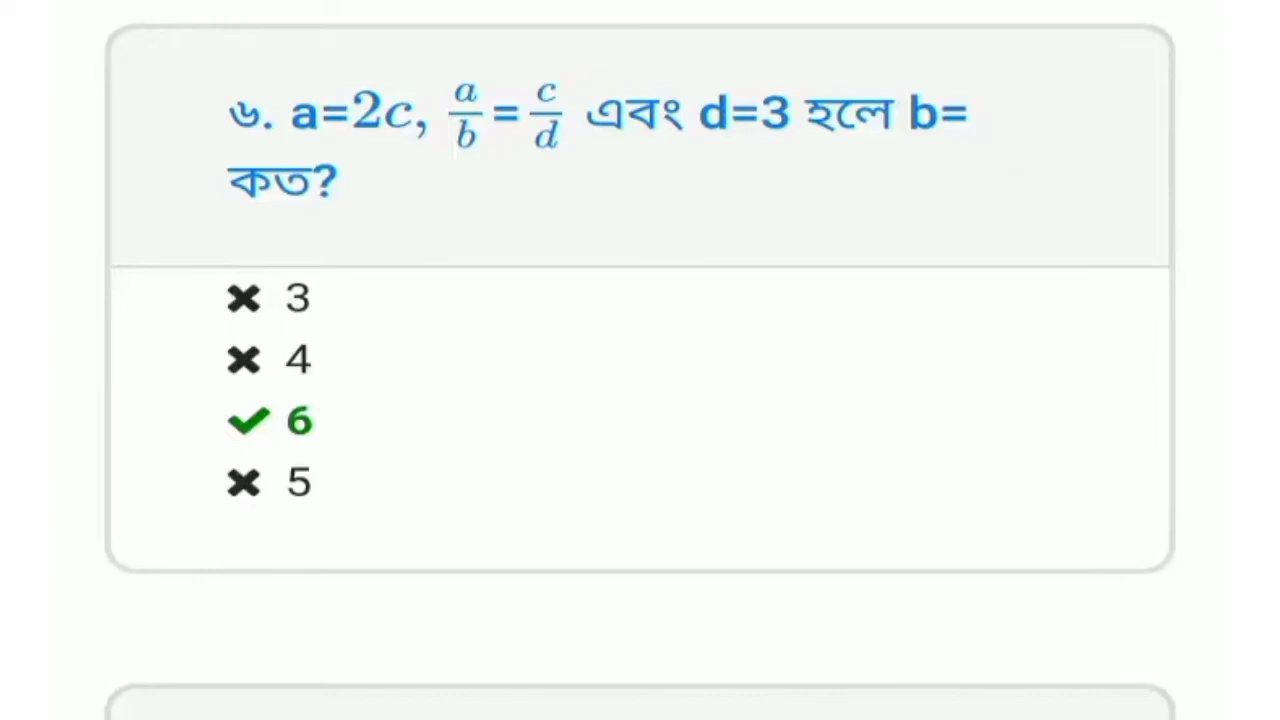 ৬. a=2c, a/b = c/d এবং d=3 হলে b=
কত?
✖ 3
✖ 4
✔ 6
✖ 5